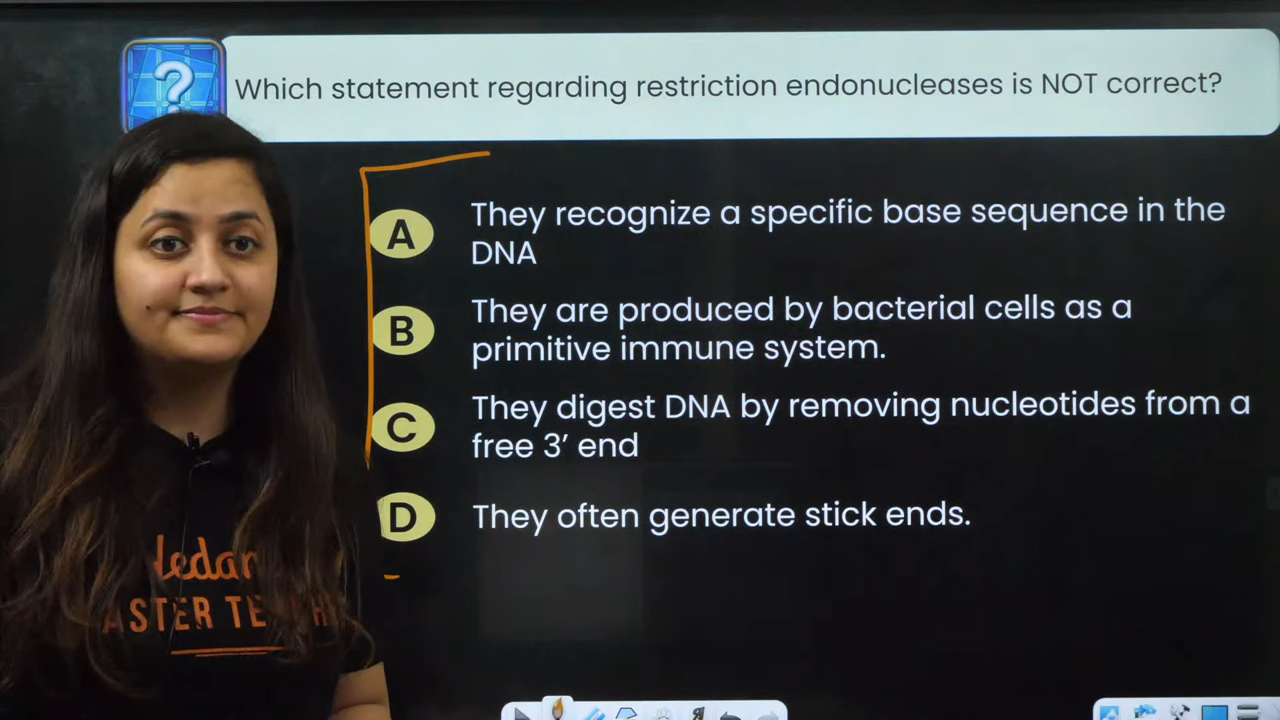 Which statement regarding restriction endonucleases is NOT correct?
A
They recognize a specific base sequence in the
DNA
B
They are produced by bacterial cells as a
primitive immune system.
C
They digest DNA by removing nucleotides from a
free 3’ end
D
They often generate stick ends.